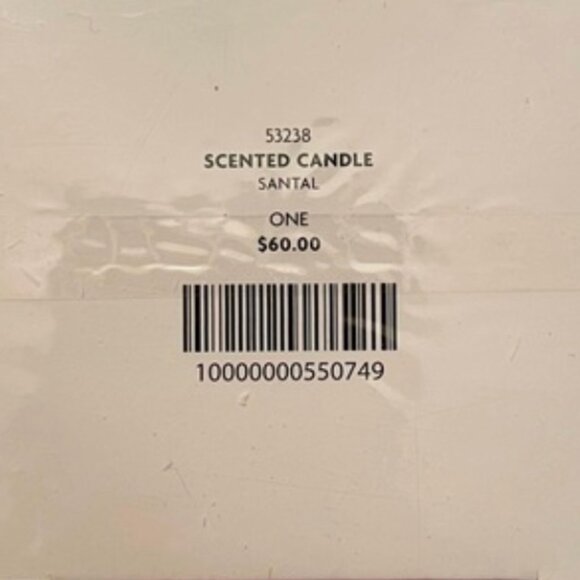 53238
SCENTED CANDLE
SANTAL
ONE
$60.00
10000000550749